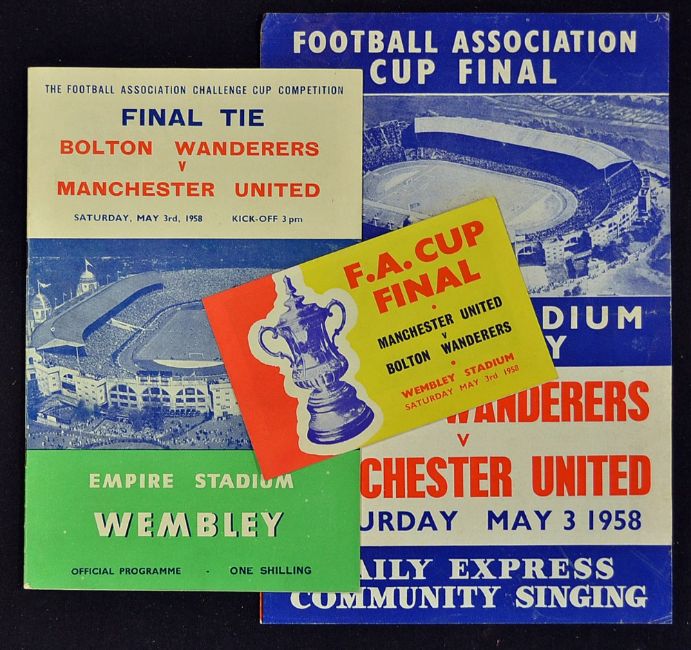 THE FOOTBALL ASSOCIATION CHALLENGE CUP COMPETITION
FINAL TIE
BOLTON WANDERERS
V
MANCHESTER UNITED
SATURDAY, MAY 3rd, 1958 KICK-OFF 3 pm
EMPIRE STADIUM
WEMBLEY
OFFICIAL PROGRAMME - ONE SHILLING
F.A. CUP
FINAL
MANCHESTER UNITED
v
BOLTON WANDERERS
WEMBLEY STADIUM
SATURDAY MAY 3rd 1958
FOOTBALL ASSOCIATION
CUP FINAL
DIUM
Y
WANDERERS
V
CHESTER UNITED
URDAY MAY 3 1958
AILY EXPRESS
COMMUNITY SINGING